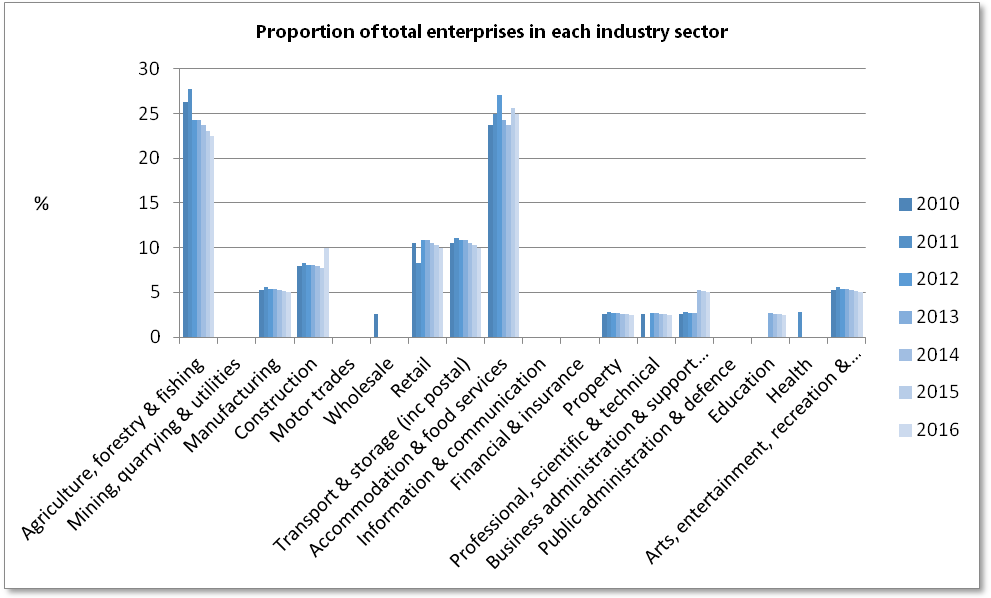 Proportion of total enterprises in each industry sector
30
25
20
15
10
5
0
%
Agriculture, forestry & fishing
Mining, quarrying & utilities
Manufacturing
Construction
Motor trades
Wholesale
Retail
Transport & storage (inc postal)
Accommodation & food services
Information & communication
Financial & insurance
Property
Professional, scientific & technical
Business administration & support...
Public administration & defence
Education
Health
Arts, entertainment, recreation &...
2010
2011
2012
2013
2014
2015
2016